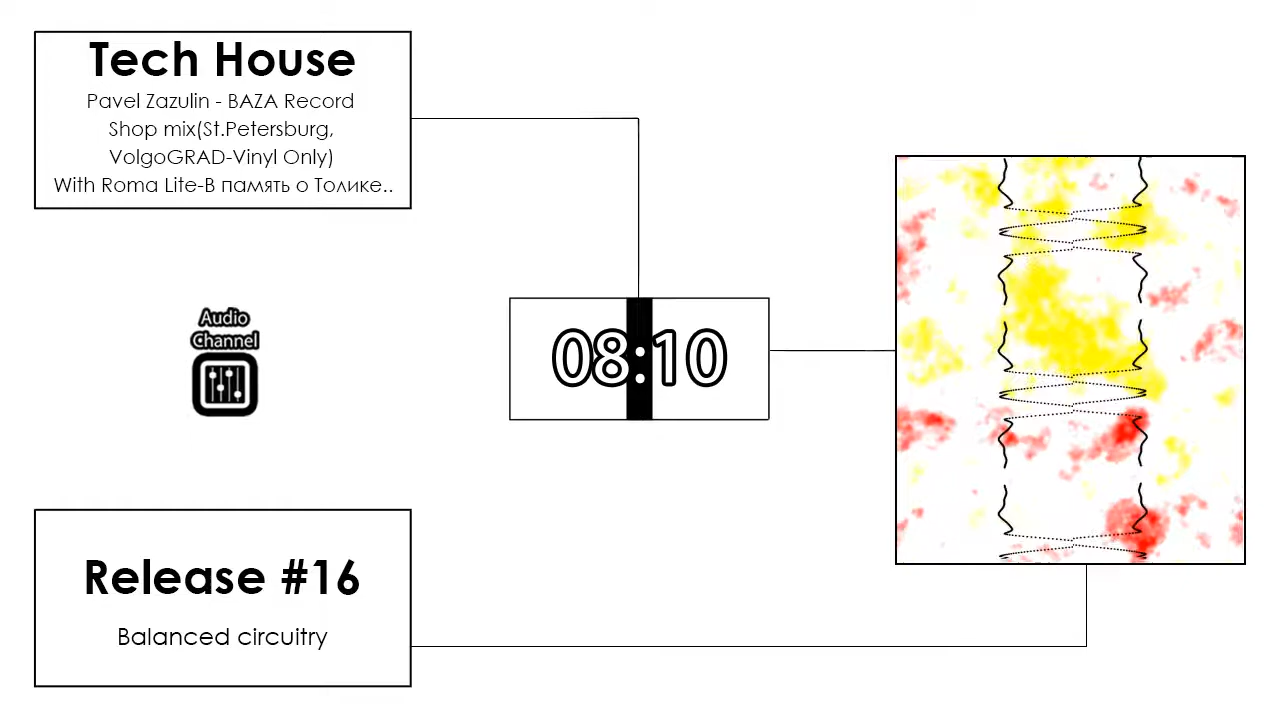 Tech House
Pavel Zazulin - BAZA Record
Shop mix(St.Petersburg,
VolgoGRAD-Vinyl Only)
With Roma Lite-В память о Толике..
Audio
Channel
08:10
Release #16
Balanced circuitry